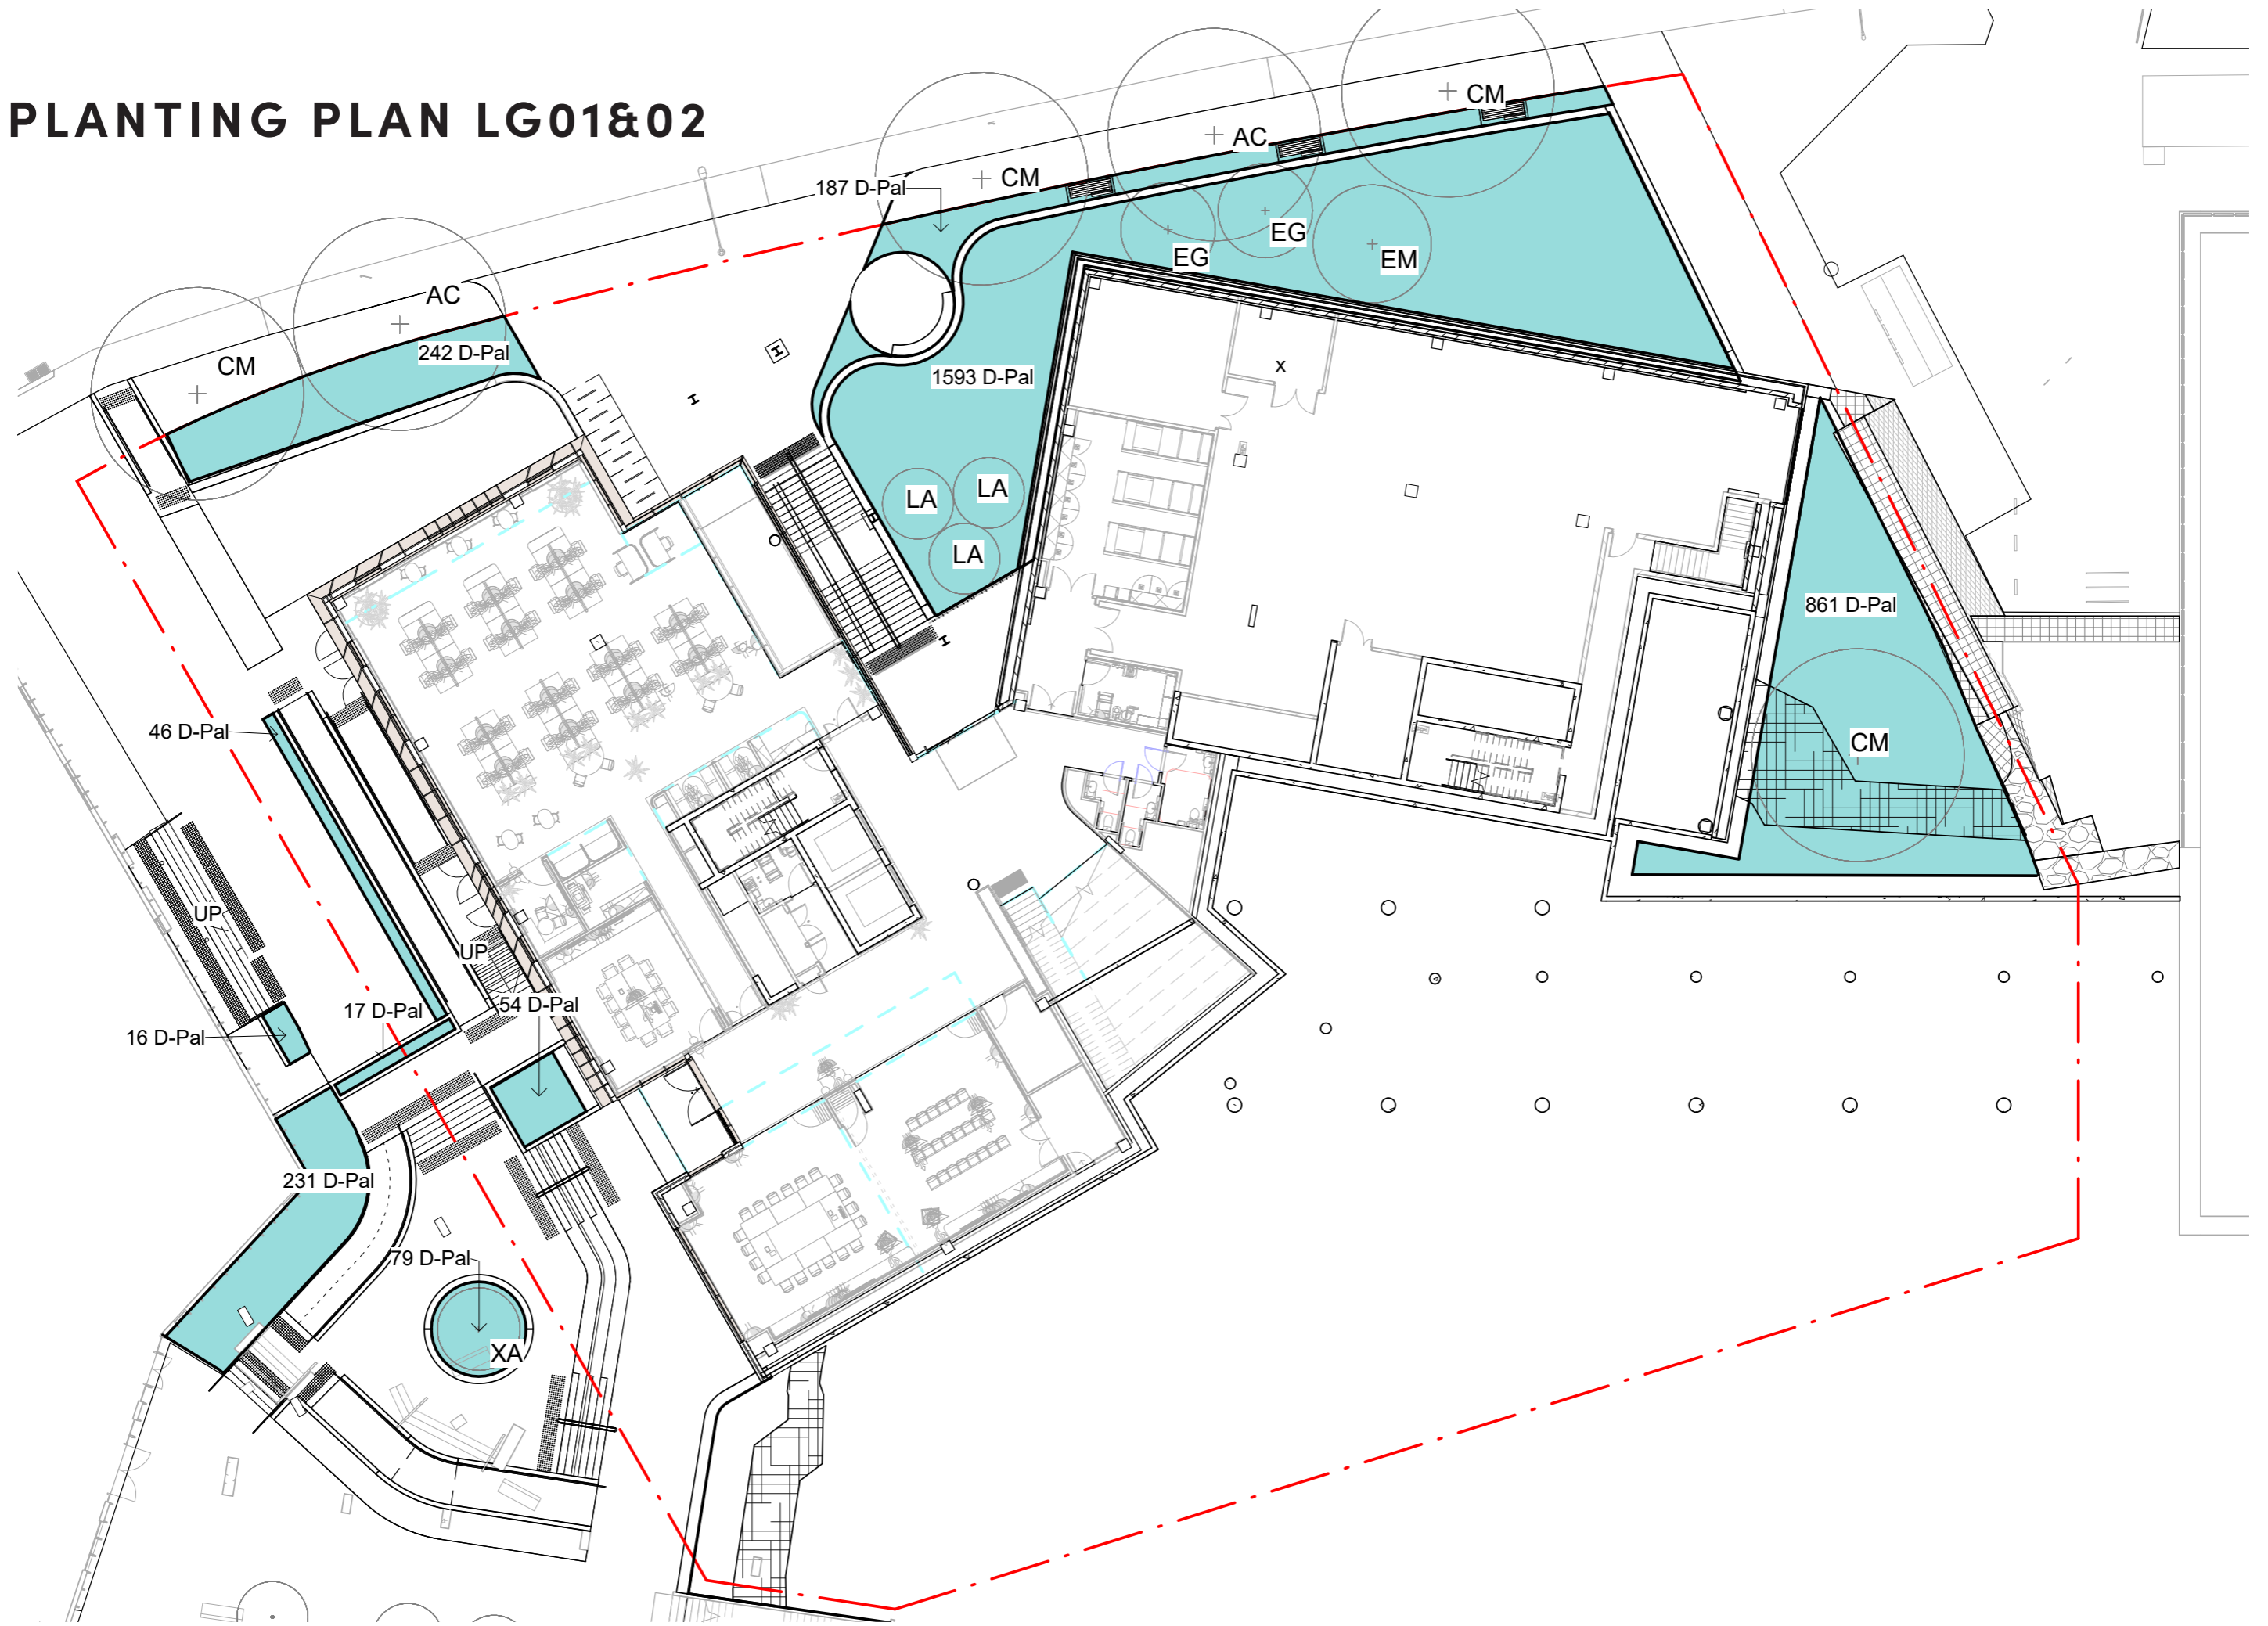 PLANTING PLAN LG01&02
CM
AC
CM
187 D-Pal
AC
CM
242 D-Pal
EG
EG
EM
1593 D-Pal
x
H
H
LA
LA
LA
H
H
861 D-Pal
46 D-Pal
CM
UP
UP
54 D-Pal
17 D-Pal
16 D-Pal
231 D-Pal
79 D-Pal
XA